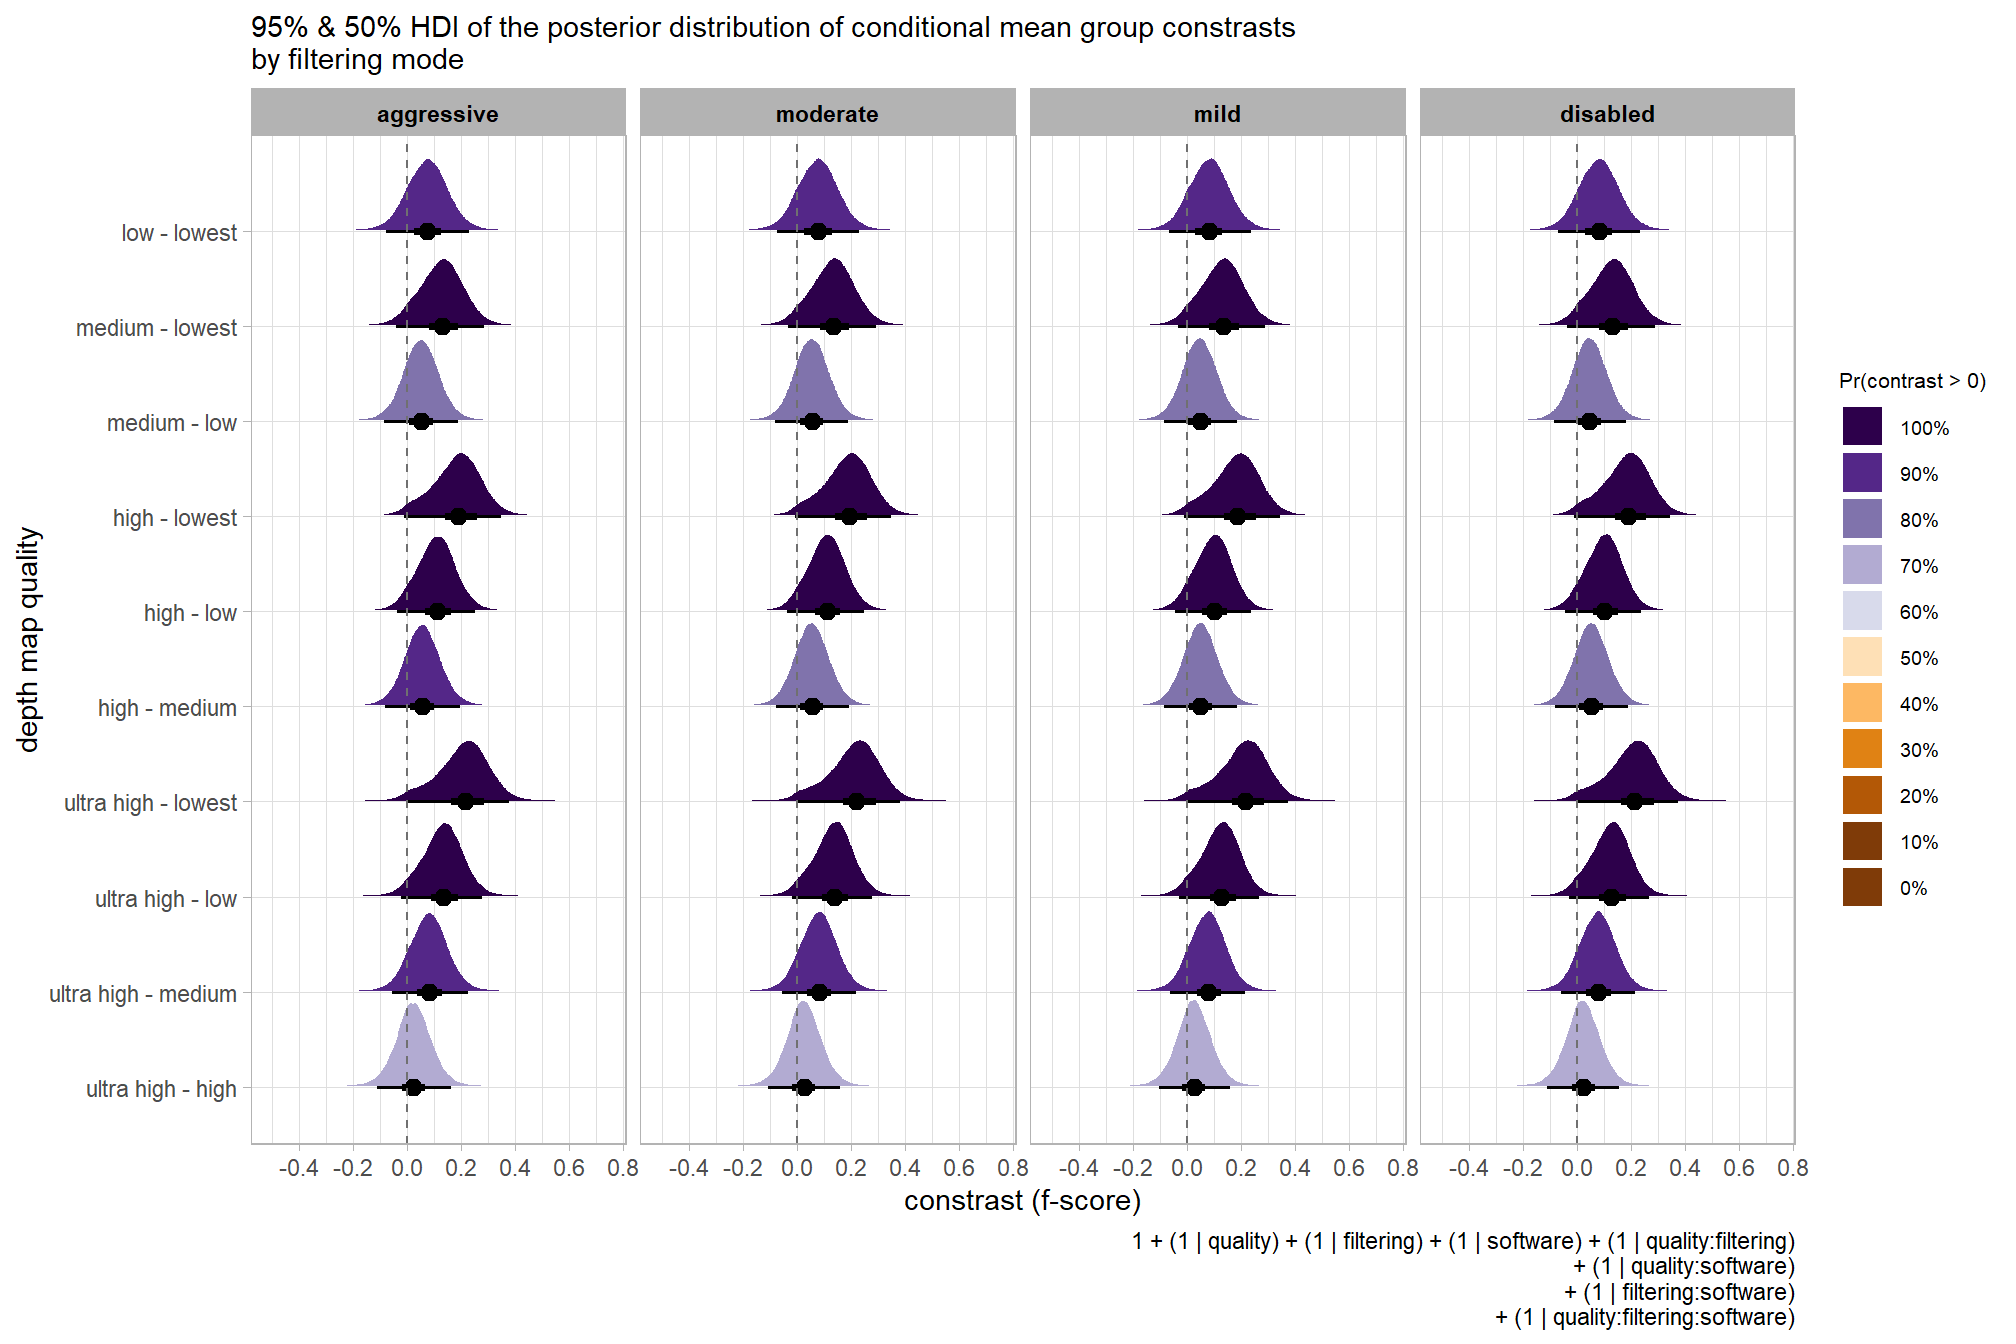 95% & 50% HDI of the posterior distribution of conditional mean group constrasts
by filtering mode
aggressive
moderate
mild
disabled
depth map quality
low - lowest
medium - lowest
medium - low
high - lowest
high - low
high - medium
ultra high - lowest
ultra high - low
ultra high - medium
ultra high - high
-0.4 -0.2 0.0 0.2 0.4 0.6 0.8
-0.4 -0.2 0.0 0.2 0.4 0.6 0.8
-0.4 -0.2 0.0 0.2 0.4 0.6 0.8
-0.4 -0.2 0.0 0.2 0.4 0.6 0.8
constrast (f-score)
Pr(contrast > 0)
100%
90%
80%
70%
60%
50%
40%
30%
20%
10%
0%
1 + (1 | quality) + (1 | filtering) + (1 | software) + (1 | quality:filtering)
+ (1 | quality:software)
+ (1 | filtering:software)
+ (1 | quality:filtering:software)